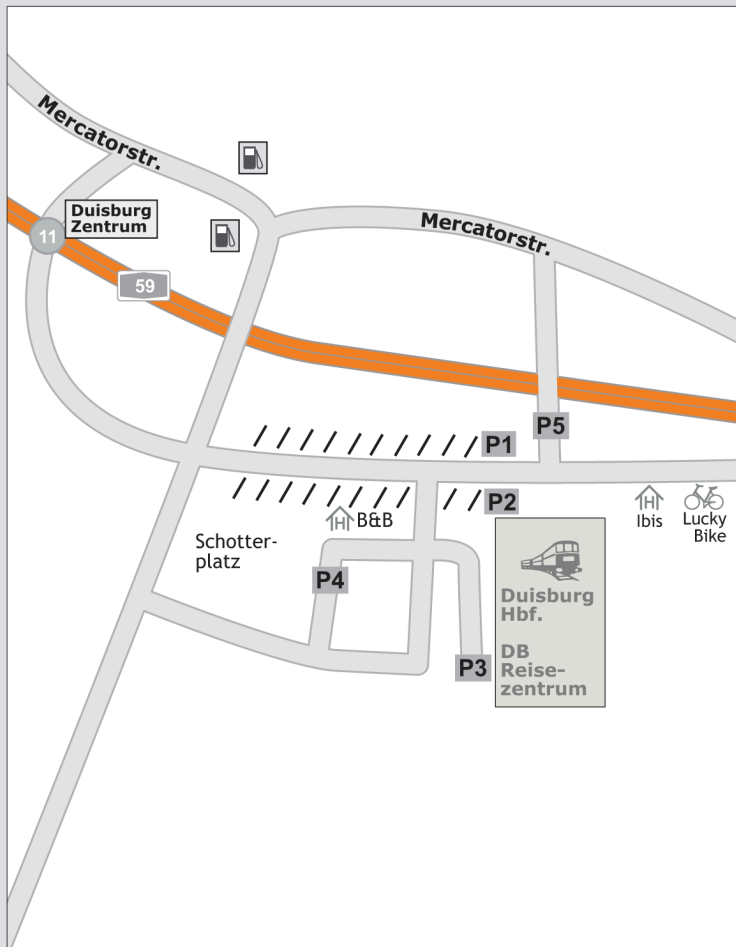 Mercatorstr.
Duisburg
Zentrum
11
59
Mercatorstr.
P5
P1
P2
B&B
Schotter-
platz
P4
Ibis
Lucky
Bike
Duisburg
Hbf.
DB
Reise-
zentrum
P3
H
H